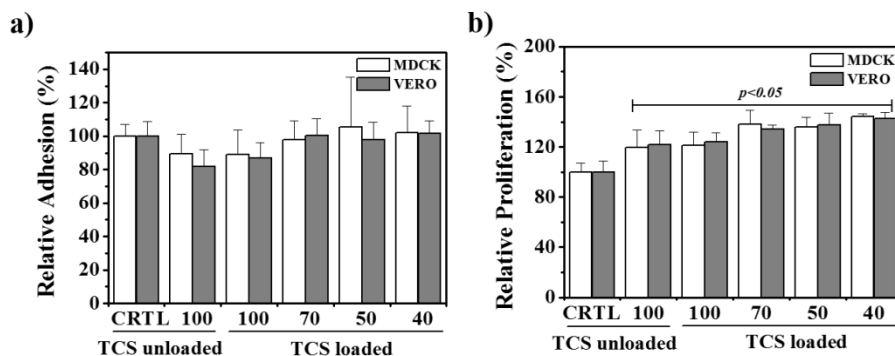 a)
Relative Adhesion (%)
140
120
100
80
60
40
20
0
MDCK
VERO
CRTL 100 100 70 50 40
TCS unloaded TCS loaded
b)
Relative Proliferation (%)
200
160
120
80
40
0
MDCK
VERO
p<0.05
CRTL 100 100 70 50 40
TCS unloaded TCS loaded